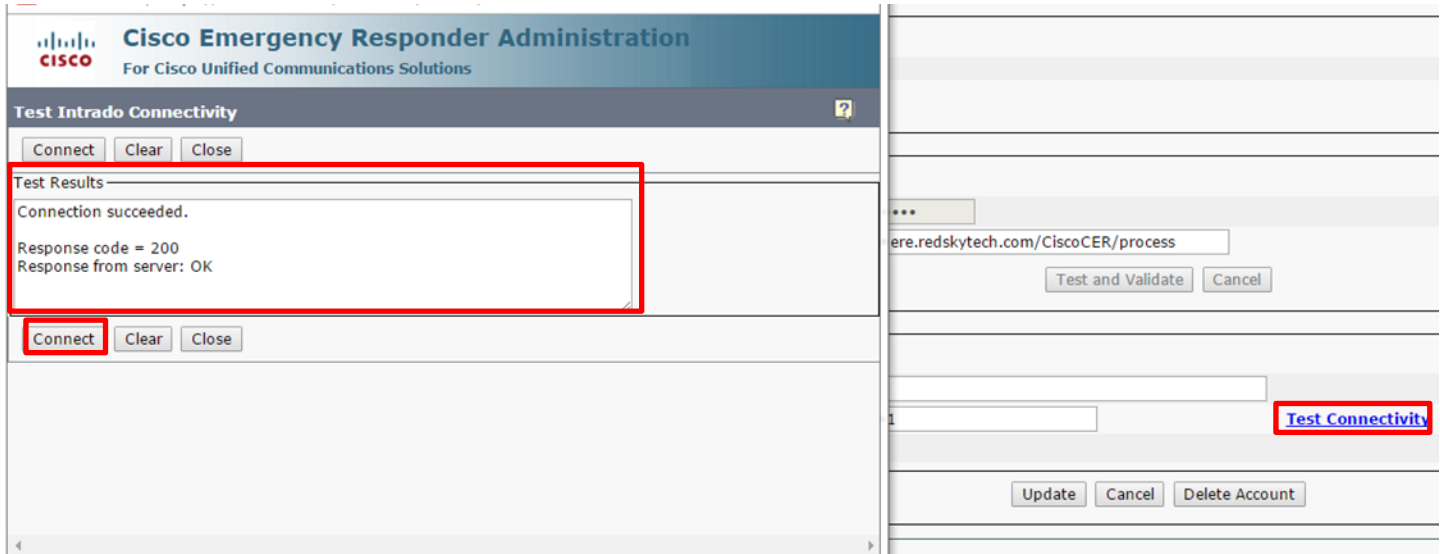 Cisco Emergency Responder Administration
CISCO
For Cisco Unified Communications Solutions
Test Intrado Connectivity
?
Connect Clear Close
Test Results
Connection succeeded.
Response code = 200
Response from server: OK
Connect Clear Close
ere.redskytech.com/CiscoCER/process
Test and Validate Cancel
1 Test Connectivity
Update Cancel Delete Account